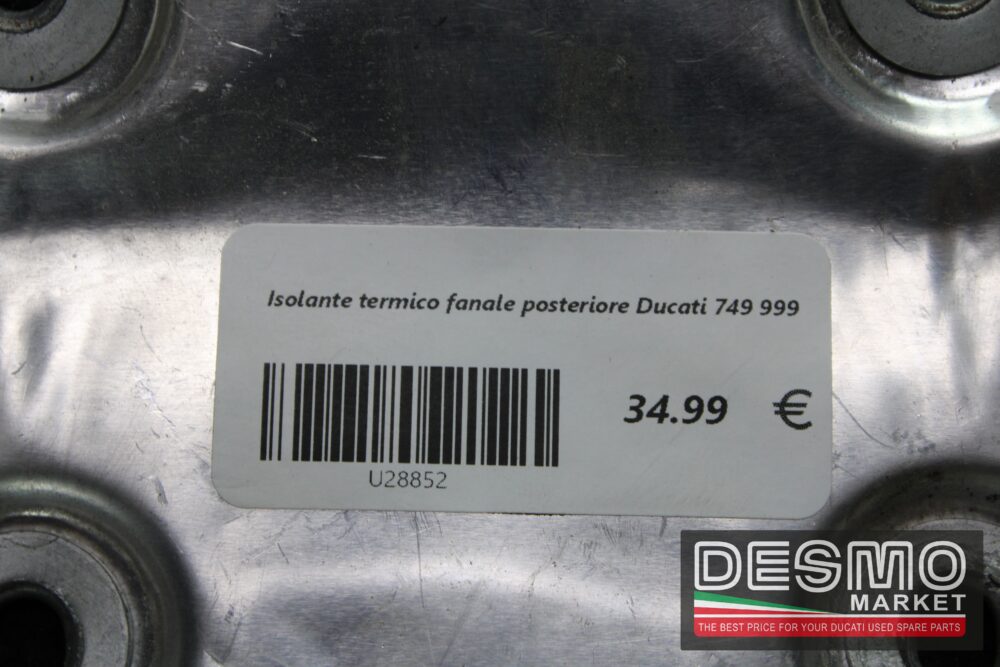 Isolante termico fanale posteriore Ducati 749 999
34.99 €
U28852
DESMO
MARKET
THE BEST PRICE FOR YOUR DUCATI USED SPARE PARTS